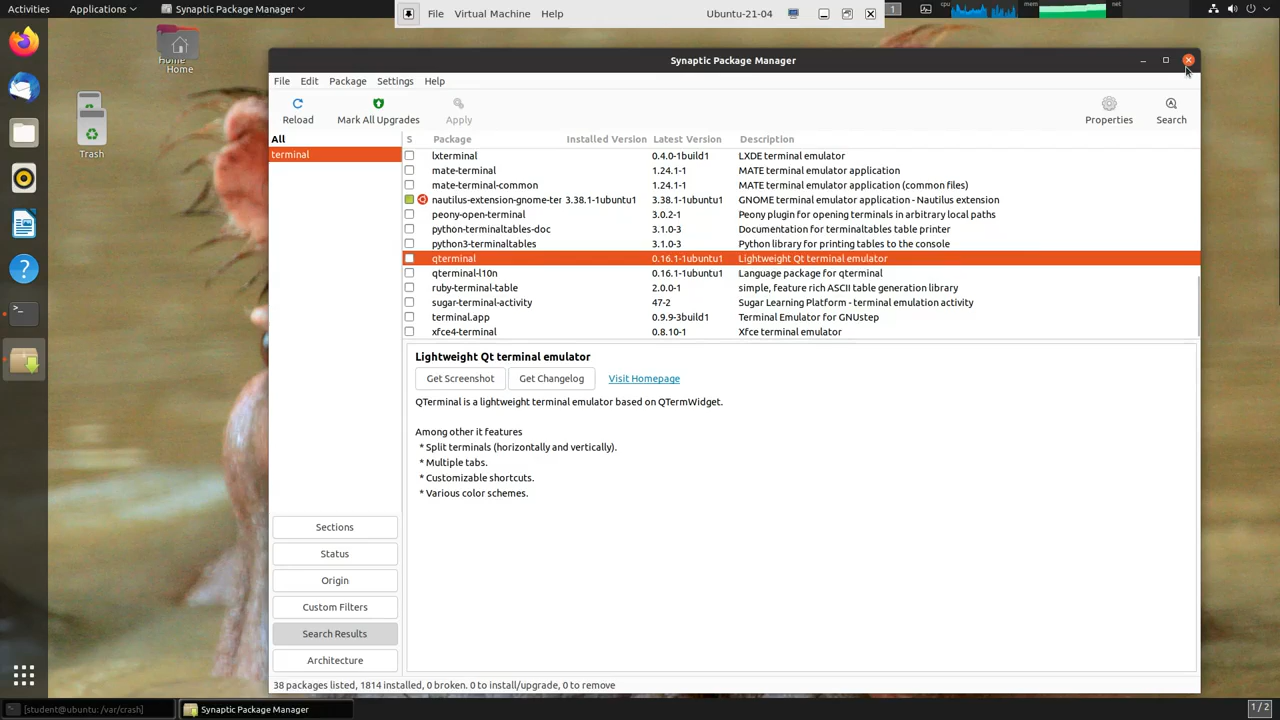 Activities Applications Synaptic Package Manager
File Virtual Machine Help Ubuntu-21-04
1 cpu mem net
Home
Home
Trash
Synaptic Package Manager
File Edit Package Settings Help
Reload Mark All Upgrades Apply Properties Search
All
terminal
S Package Installed Version Latest Version Description
lxterminal 0.4.0-1build1 LXDE terminal emulator
mate-terminal 1.24.1-1 MATE terminal emulator application
mate-terminal-common 1.24.1-1 MATE terminal emulator application (common files)
nautilus-extension-gnome-ter 3.38.1-1ubuntu1 3.38.1-1ubuntu1 GNOME terminal emulator application - Nautilus extension
peony-open-terminal 3.0.2-1 Peony plugin for opening terminals in arbitrary local paths
python-terminaltables-doc 3.1.0-3 Documentation for terminaltables table printer
python3-terminaltables 3.1.0-3 Python library for printing tables to the console
qterminal 0.16.1-1ubuntu1 Lightweight Qt terminal emulator
qterminal-l10n 0.16.1-1ubuntu1 Language package for qterminal
ruby-terminal-table 2.0.0-1 simple, feature rich ASCII table generation library
sugar-terminal-activity 47-2 Sugar Learning Platform - terminal emulation activity
terminal.app 0.9.9-3build1 Terminal Emulator for GNUstep
xfce4-terminal 0.8.10-1 Xfce terminal emulator
Lightweight Qt terminal emulator
Get Screenshot Get Changelog Visit Homepage
QTerminal is a lightweight terminal emulator based on QTermWidget.
Among other it features
* Split terminals (horizontally and vertically).
* Multiple tabs.
* Customizable shortcuts.
* Various color schemes.
Sections
Status
Origin
Custom Filters
Search Results
Architecture
38 packages listed, 1814 installed, 0 broken. 0 to install/upgrade, 0 to remove
[student@ubuntu: /var/crash] Synaptic Package Manager 1 / 2